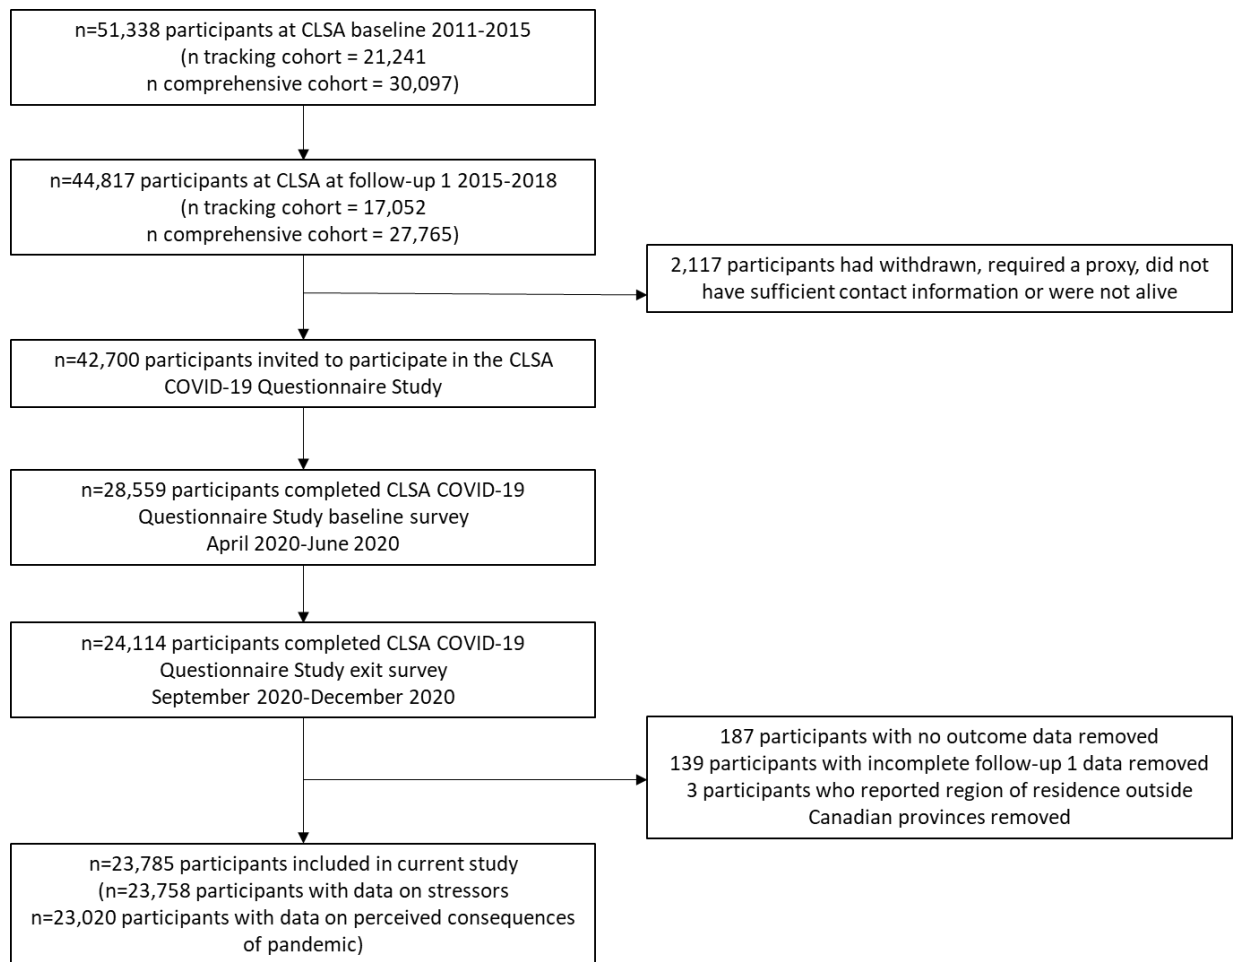 n=51,338 participants at CLSA baseline 2011-2015
(n tracking cohort = 21,241
n comprehensive cohort = 30,097)
n=44,817 participants at CLSA at follow-up 1 2015-2018
(n tracking cohort = 17,052
n comprehensive cohort = 27,765)
2,117 participants had withdrawn, required a proxy, did not
have sufficient contact information or were not alive
n=42,700 participants invited to participate in the CLSA
COVID-19 Questionnaire Study
n=28,559 participants completed CLSA COVID-19
Questionnaire Study baseline survey
April 2020-June 2020
n=24,114 participants completed CLSA COVID-19
Questionnaire Study exit survey
September 2020-December 2020
187 participants with no outcome data removed
139 participants with incomplete follow-up 1 data removed
3 participants who reported region of residence outside
Canadian provinces removed
n=23,785 participants included in current study
(n=23,758 participants with data on stressors
n=23,020 participants with data on perceived consequences
of pandemic)